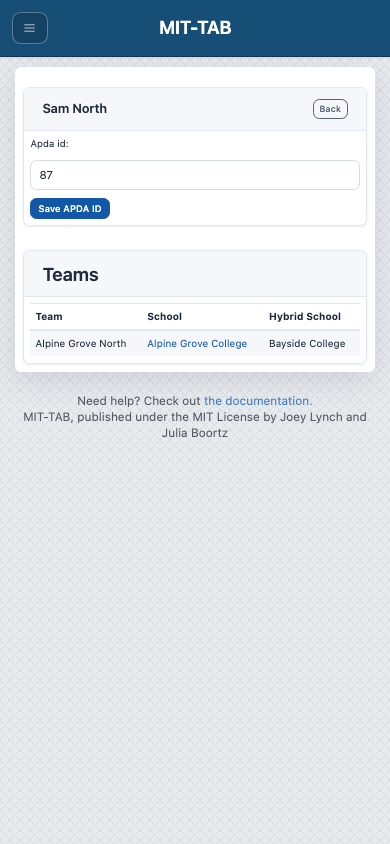 MIT-TAB
Sam North
Back
Apda id:
87
Save APDA ID
Teams
Team School Hybrid School
Alpine Grove North Alpine Grove College Bayside College
Need help? Check out the documentation.
MIT-TAB, published under the MIT License by Joey Lynch and
Julia Boortz